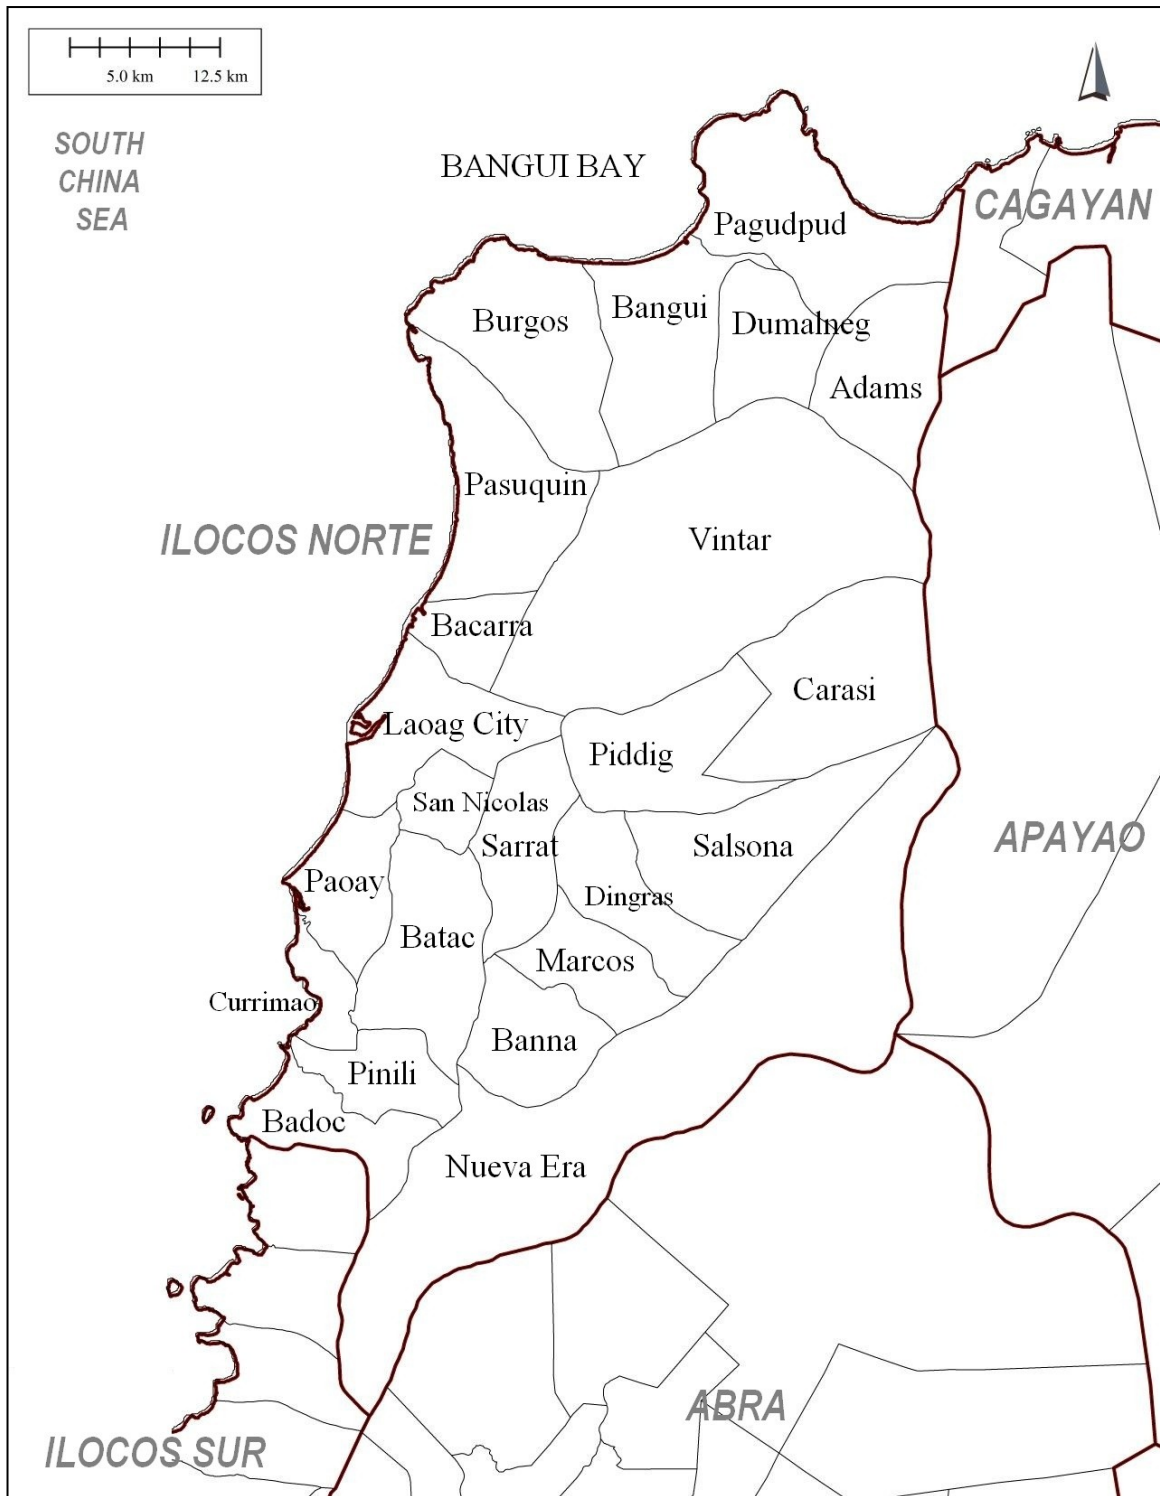 5.0 km 12.5 km
SOUTH
CHINA
SEA
BANGUI BAY
CAGAYAN
Pagudpud
Burgos
Bangui
Dumalneg
Adams
Pasuquin
ILOCOS NORTE
Vintar
Bacarra
Carasi
Laoag City
Piddig
San Nicolas
Sarrat
Salsona
APAYAO
Paoay
Dingras
Batac
Marcos
Currimao
Banna
Pinili
Badoc
Nueva Era
ABRA
ILOCOS SUR